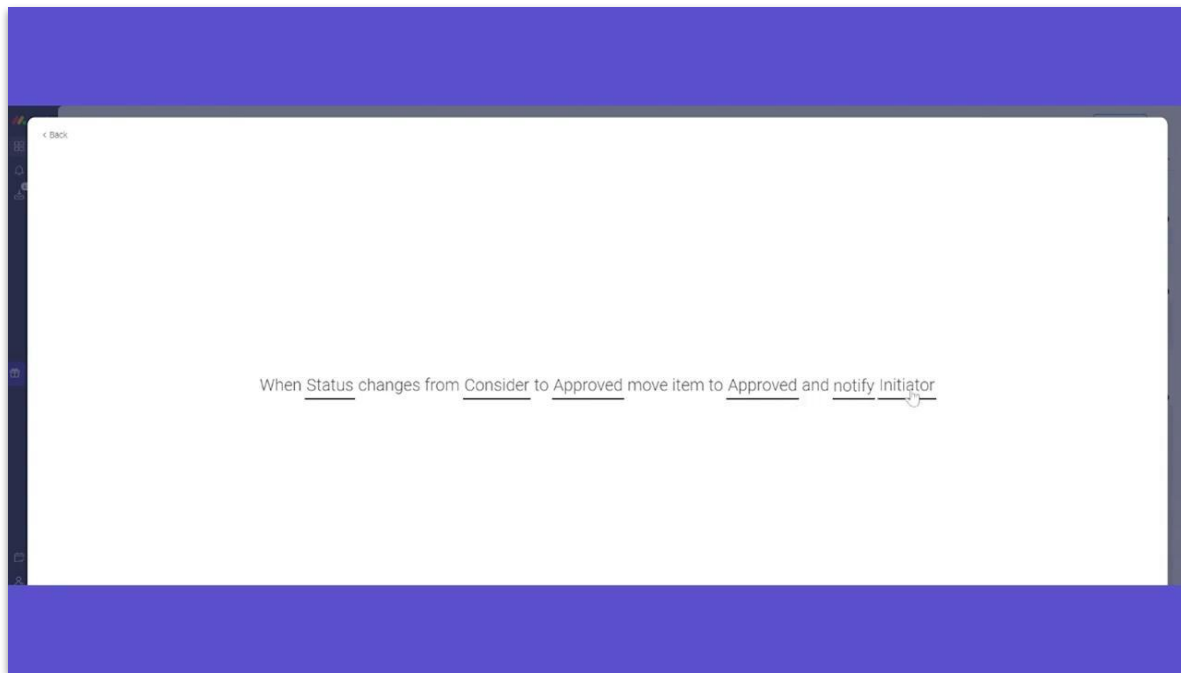 < Back
When Status changes from Consider to Approved move item to Approved and notify Initiator